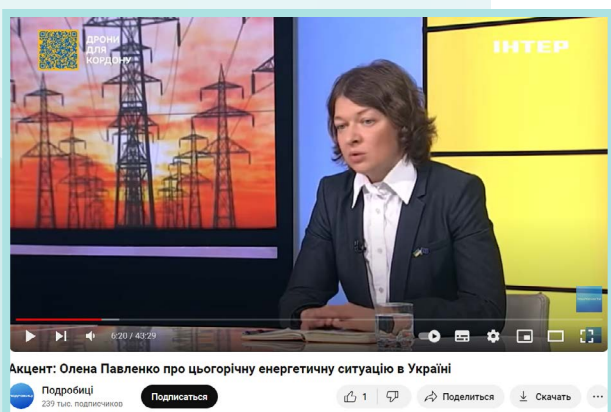 ДРОНИ
ДЛЯ
КОРДОНУ
ІНТЕР
6:20 / 43:29
Акцент: Олена Павленко про цьогорічну енергетичну ситуацію в Україні
Подробиці
239 тыс. подписчиков
Подписаться
1
Поделиться
Скачать